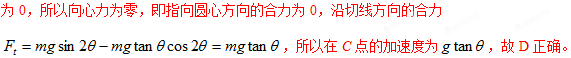 为 0，所以向心力为零，即指向圆心方向的合力为 0，沿切线方向的合力
F_t = mg sin 2θ − mg tan θ cos 2θ = mg tan θ，所以在 C 点的加速度为 g tan θ，故 D 正确。